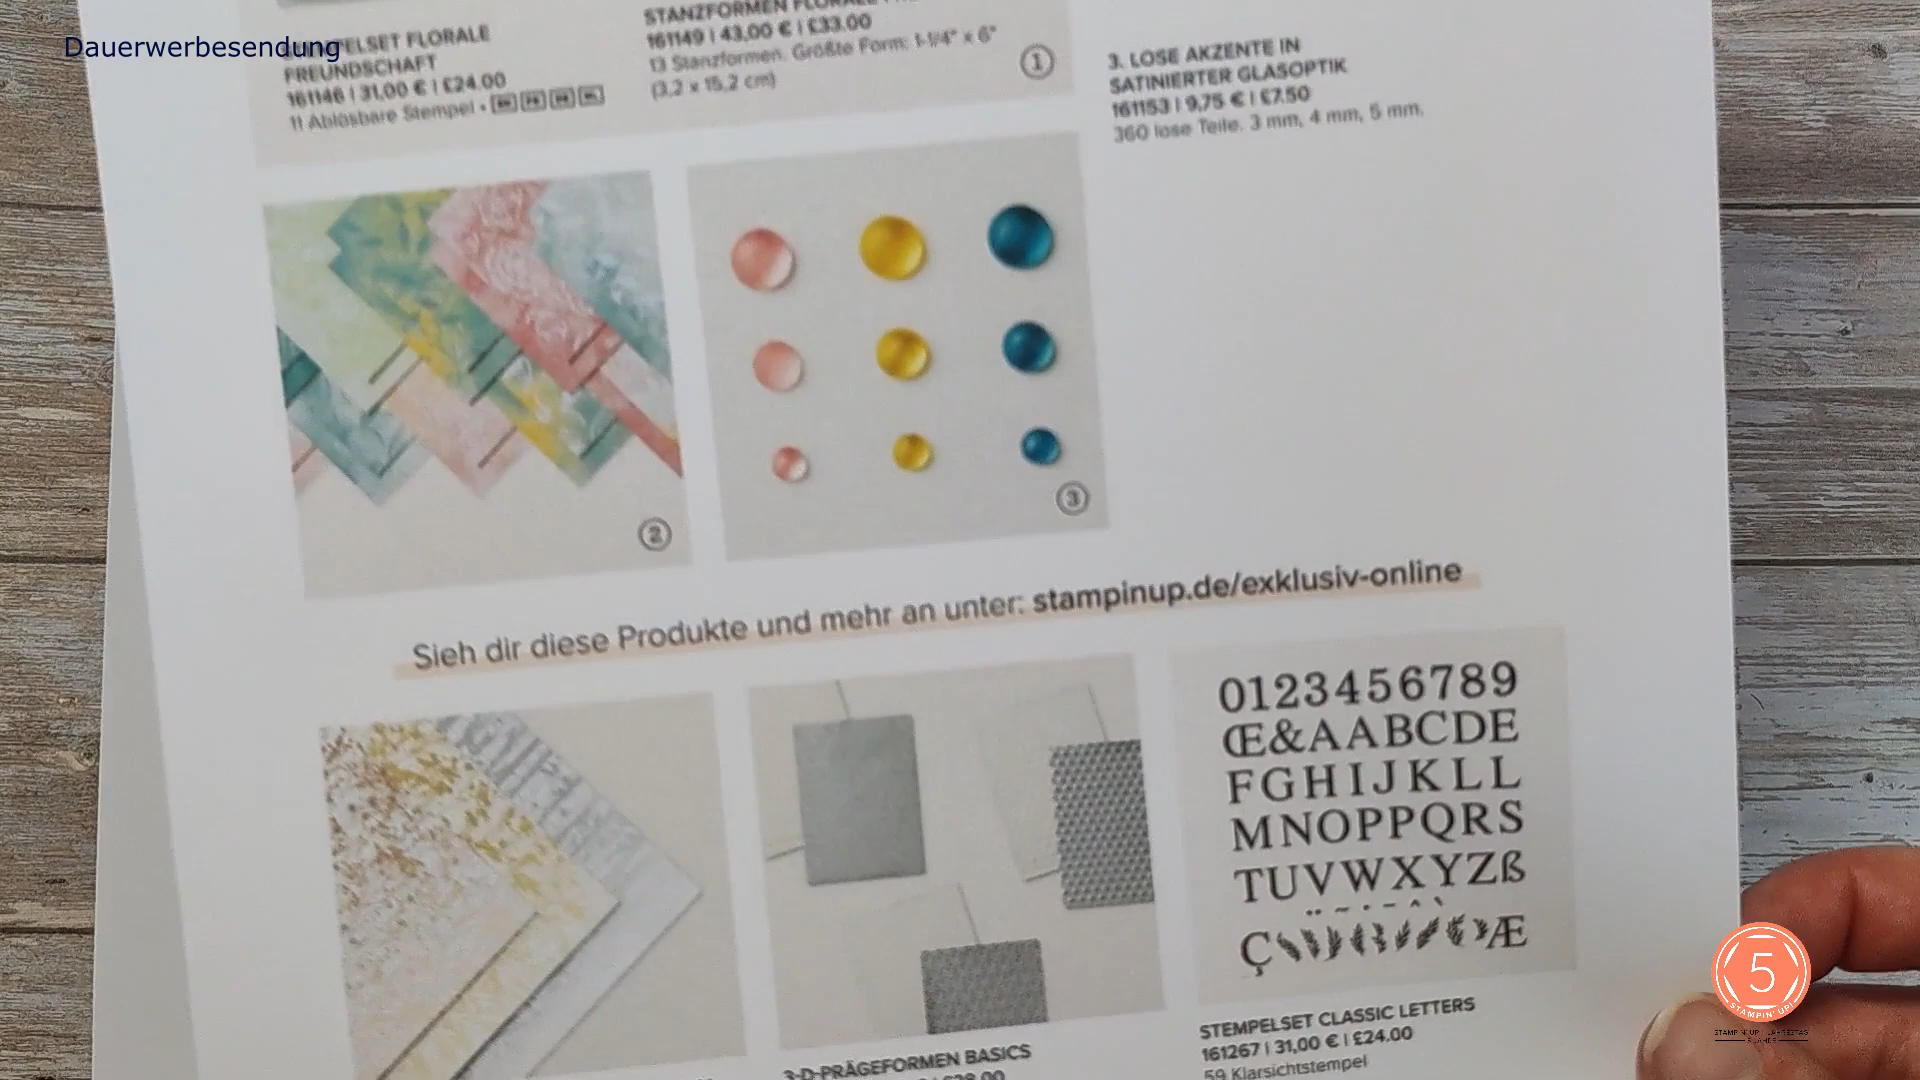 Dauerwerbesendung
STEMPELSET FLORALE
FREUNDSCHAFT
161146 | 31,00 € | £24.00
11 Ablösbare Stempel •
STANZFORMEN
161149 | 43,00 € | £33.00
13 Stanzformen. Größte Form: 1-1/4" x 6"
(3,2 x 15,2 cm)
1
3. LOSE AKZENTE IN
SATINIERTER GLASOPTIK
161153 | 9,75 € | £7.50
360 lose Teile. 3 mm, 4 mm, 5 mm.
2
3
Sieh dir diese Produkte und mehr an unter: stampinup.de/exklusiv-online
0123456789
Œ&AABCDE
FGHIJKLL
MNOPPQRS
TUVWXYZß
Ç Æ
3-D-PRÄGEFORMEN BASICS
STEMPELSET CLASSIC LETTERS
161267 | 31,00 € | £24.00
59 Klarsichtstempel
5
STAMPIN' UP!